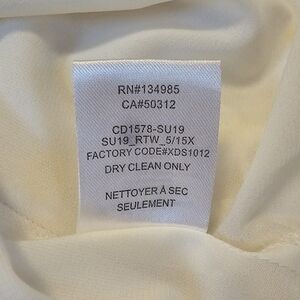 RN#134985
CA#50312
CD1578-SU19
SU19_RTW_5/15X
FACTORY CODE#XDS1012
DRY CLEAN ONLY
NETTOYER À SEC
SEULEMENT